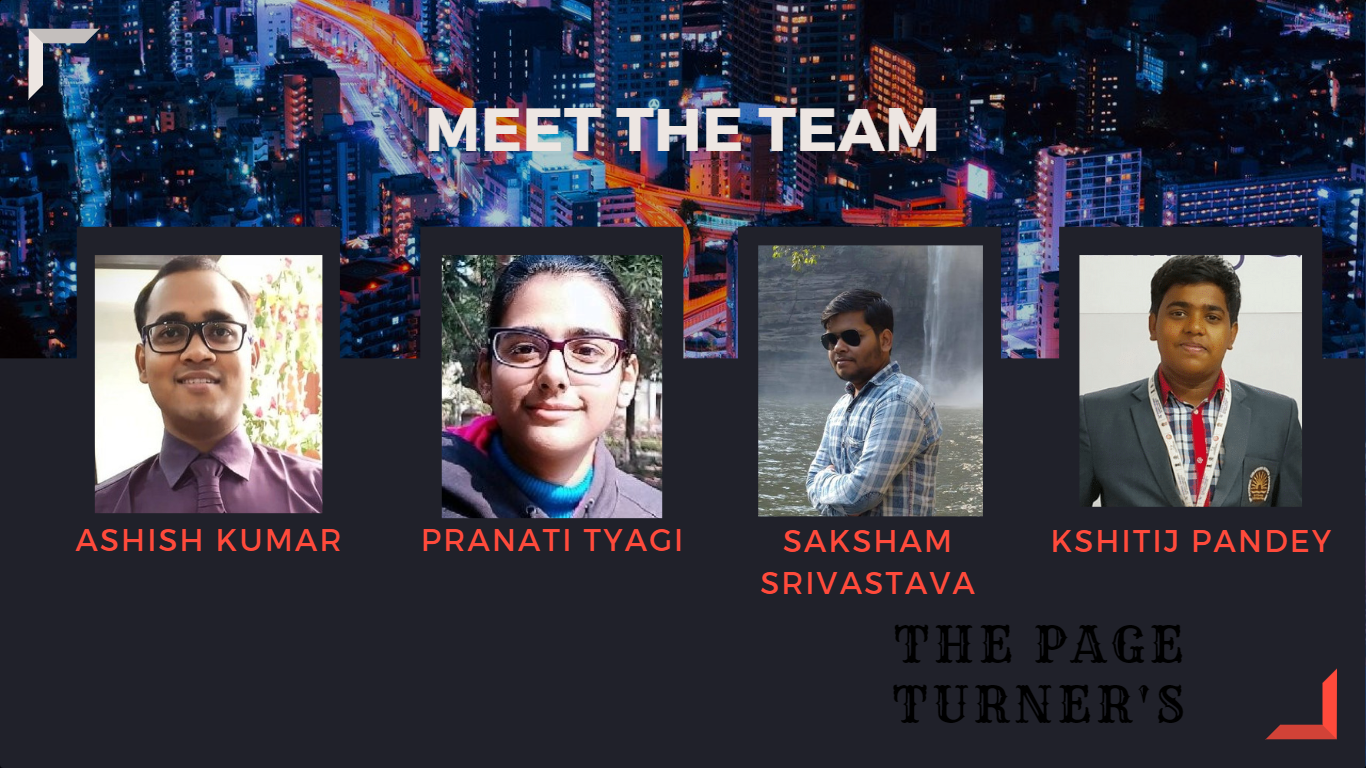 MEET THE TEAM
ASHISH KUMAR
PRANATI TYAGI
SAKSHAM
SRIVASTAVA
KSHITIJ PANDEY
THE PAGE
TURNER'S